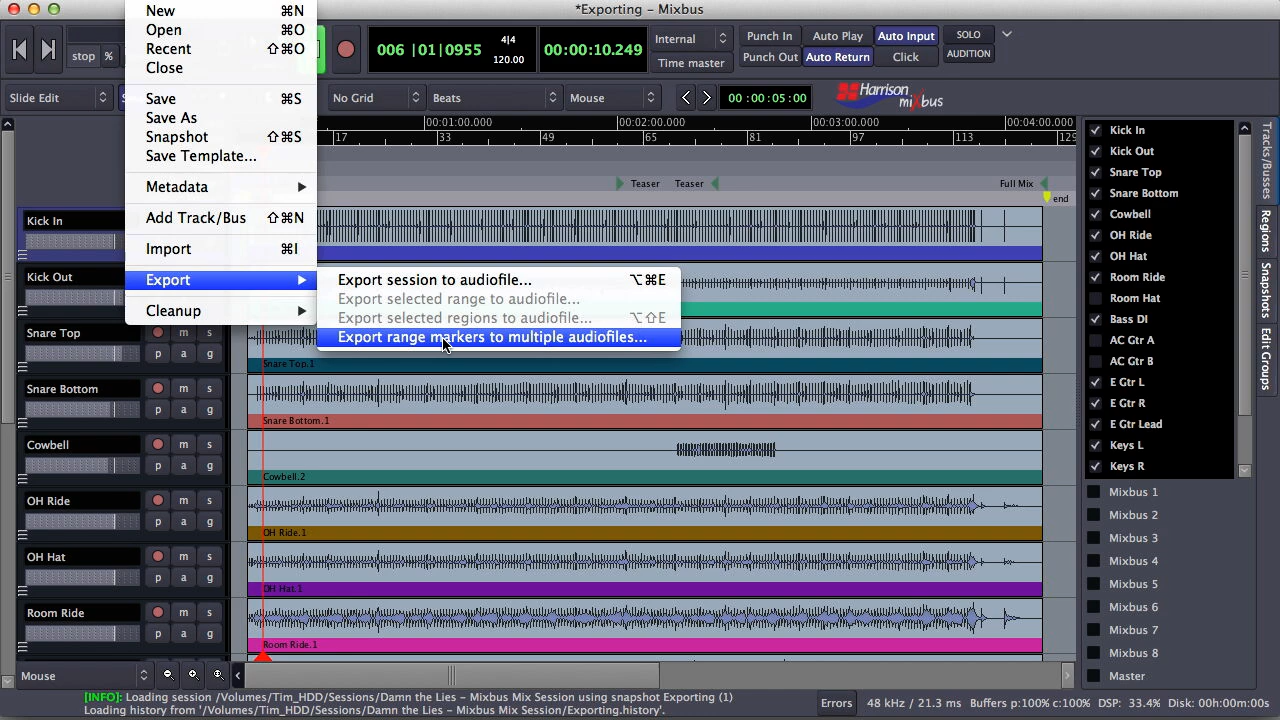 *Exporting - Mixbus
New ⌘N
Open ⌘O
Recent ⇧⌘O
Close
Save ⌘S
Save As
Snapshot ⇧⌘S
Save Template...
Metadata
Add Track/Bus ⇧⌘N
Import ⌘I
Export
Cleanup
Export session to audiofile... ⌥⌘E
Export selected range to audiofile...
Export selected regions to audiofile... ⌥⇧E
Export range markers to multiple audiofiles...
stop %
006 |01|0955 4|4 120.00
00:00:10.249
Internal
Time master
Punch In Auto Play Auto Input
Punch Out Auto Return Click
SOLO
AUDITION
Slide Edit
No Grid
Beats
Mouse
00:00:05:00
Harrison
mixbus
00:01:00.000 00:02:00.000 00:03:00.000 00:04:00.000
17 33 49 65 81 97 113 129
Teaser Teaser Full Mix
end
Kick In
Kick Out
Snare Top
p a g
m s
Snare Top.1
Snare Bottom m s
p a g
Snare Bottom.1
Cowbell m s
p a g
Cowbell.2
OH Ride m s
p a g
OH Ride.1
OH Hat m s
p a g
OH Hat.1
Room Ride m s
p a g
Room Ride.1
Mouse
Kick In
Kick Out
Snare Top
Snare Bottom
Cowbell
OH Ride
OH Hat
Room Ride
Room Hat
Bass DI
AC Gtr A
AC Gtr B
E Gtr L
E Gtr R
E Gtr Lead
Keys L
Keys R
Mixbus 1
Mixbus 2
Mixbus 3
Mixbus 4
Mixbus 5
Mixbus 6
Mixbus 7
Mixbus 8
Master
Tracks/Busses
Regions
Snapshots
Edit Groups
[INFO]: Loading session /Volumes/Tim_HDD/Sessions/Damn the Lies - Mixbus Mix Session using snapshot Exporting (1)
Loading history from '/Volumes/Tim_HDD/Sessions/Damn the Lies - Mixbus Mix Session/Exporting.history'.
Errors
48 kHz / 21.3 ms Buffers p:100% c:100% DSP: 33.4% Disk: 00h:00m:00s